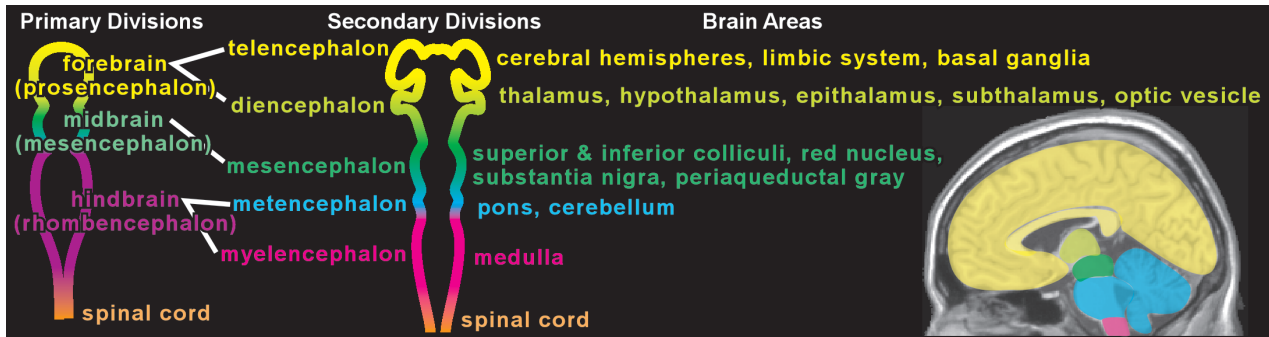 Primary Divisions
Secondary Divisions
Brain Areas
forebrain
(prosencephalon)
telencephalon
cerebral hemispheres, limbic system, basal ganglia
diencephalon
thalamus, hypothalamus, epithalamus, subthalamus, optic vesicle
midbrain
(mesencephalon)
mesencephalon
superior & inferior colliculi, red nucleus,
substantia nigra, periaqueductal gray
hindbrain
(rhombencephalon)
metencephalon
pons, cerebellum
myelencephalon
medulla
spinal cord
spinal cord